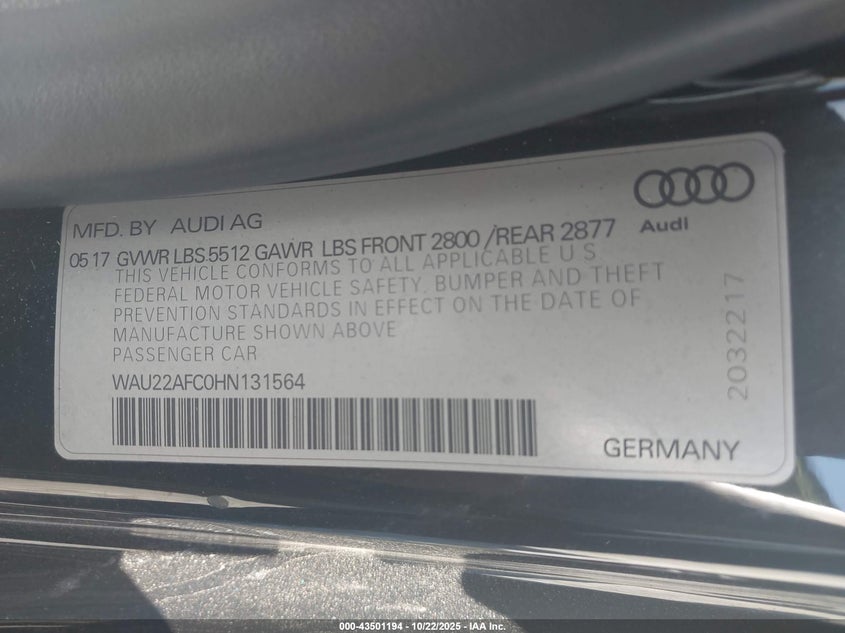 MFD. BY AUDI AG
Audi
05 17 GVWR LBS.5512 GAWR LBS FRONT 2800 /REAR 2877
THIS VEHICLE CONFORMS TO ALL APPLICABLE U S
FEDERAL MOTOR VEHICLE SAFETY, BUMPER AND THEFT
PREVENTION STANDARDS IN EFFECT ON THE DATE OF
MANUFACTURE SHOWN ABOVE
PASSENGER CAR
WAU22AFC0HN131564
GERMANY
2032217
000-43501194 - 10/22/2025 - IAA Inc.